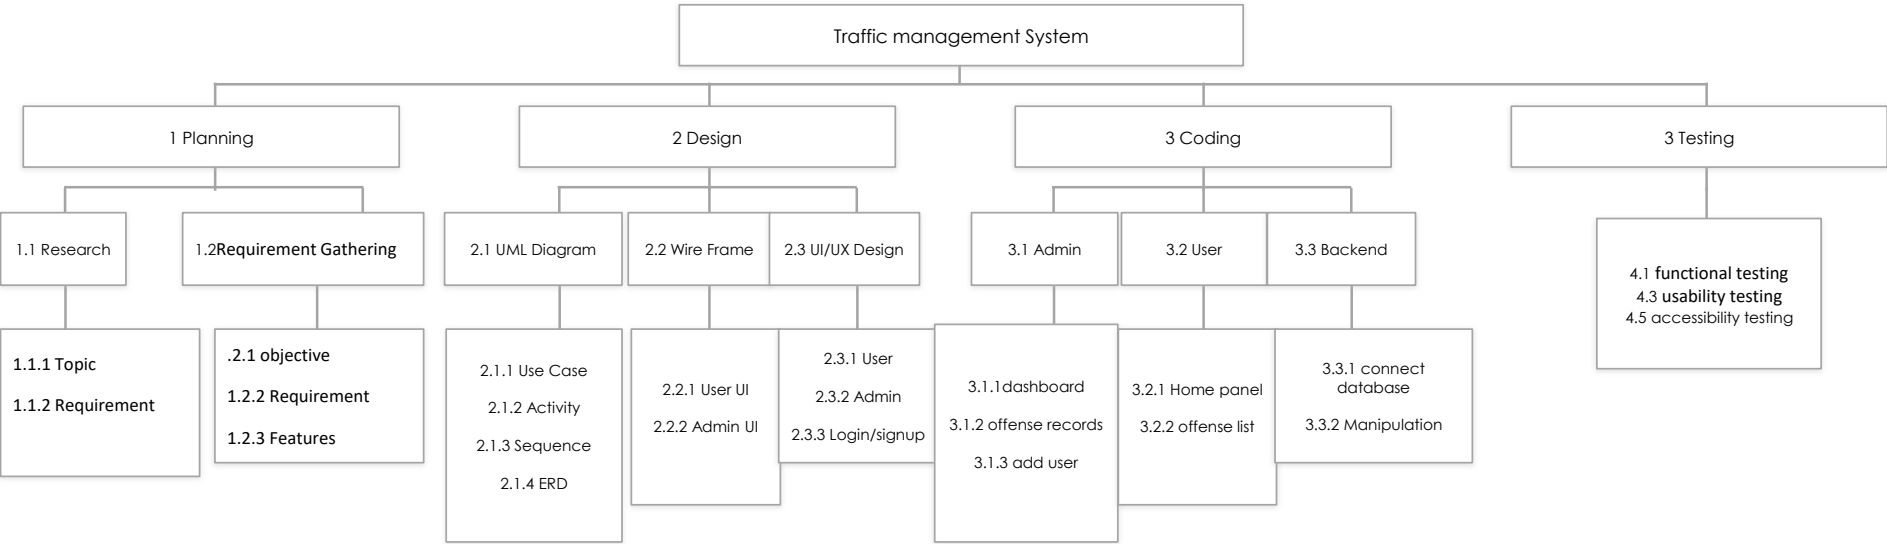 Traffic management System
1 Planning
2 Design
3 Coding
3 Testing
1.1 Research
1.2Requirement Gathering
2.1 UML Diagram
2.2 Wire Frame
2.3 UI/UX Design
3.1 Admin
3.2 User
3.3 Backend
4.1 functional testing
4.3 usability testing
4.5 accessibility testing
1.1.1 Topic
1.1.2 Requirement
.2.1 objective
1.2.2 Requirement
1.2.3 Features
2.1.1 Use Case
2.1.2 Activity
2.1.3 Sequence
2.1.4 ERD
2.2.1 User UI
2.2.2 Admin UI
2.3.1 User
2.3.2 Admin
2.3.3 Login/signup
3.1.1dashboard
3.1.2 offense records
3.1.3 add user
3.2.1 Home panel
3.2.2 offense list
3.3.1 connect
database
3.3.2 Manipulation